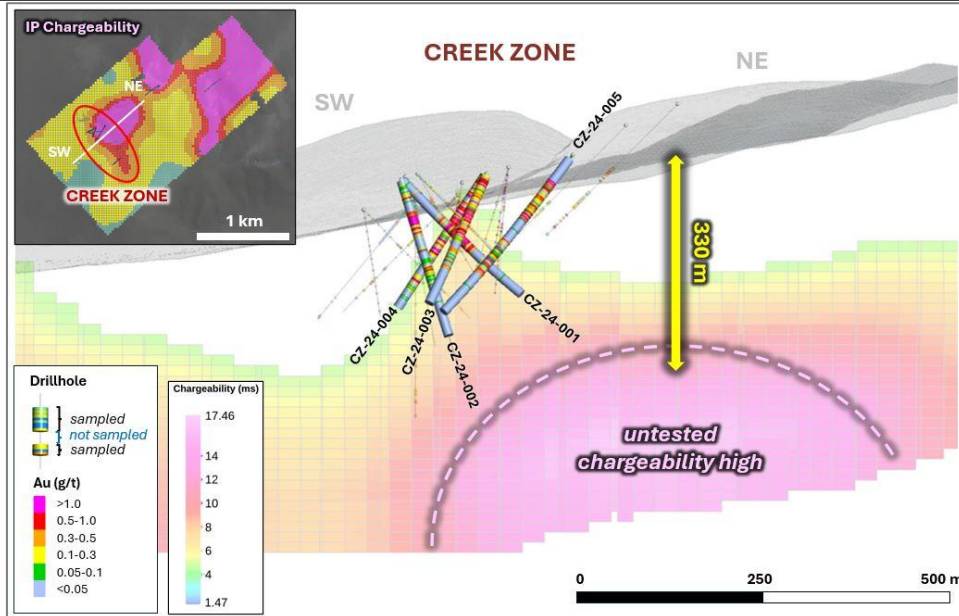 IP Chargeability
NE
SW
CREEK ZONE
1 km
CREEK ZONE
SW
NE
CZ-24-005
330 m
CZ-24-004
CZ-24-003
CZ-24-002
CZ-24-001
untested
chargeability high
Drillhole
sampled
not sampled
sampled
Au (g/t)
>1.0
0.5-1.0
0.3-0.5
0.1-0.3
0.05-0.1
<0.05
Chargeability (ms)
17.46
14
12
10
8
6
4
1.47
0 250 500 m